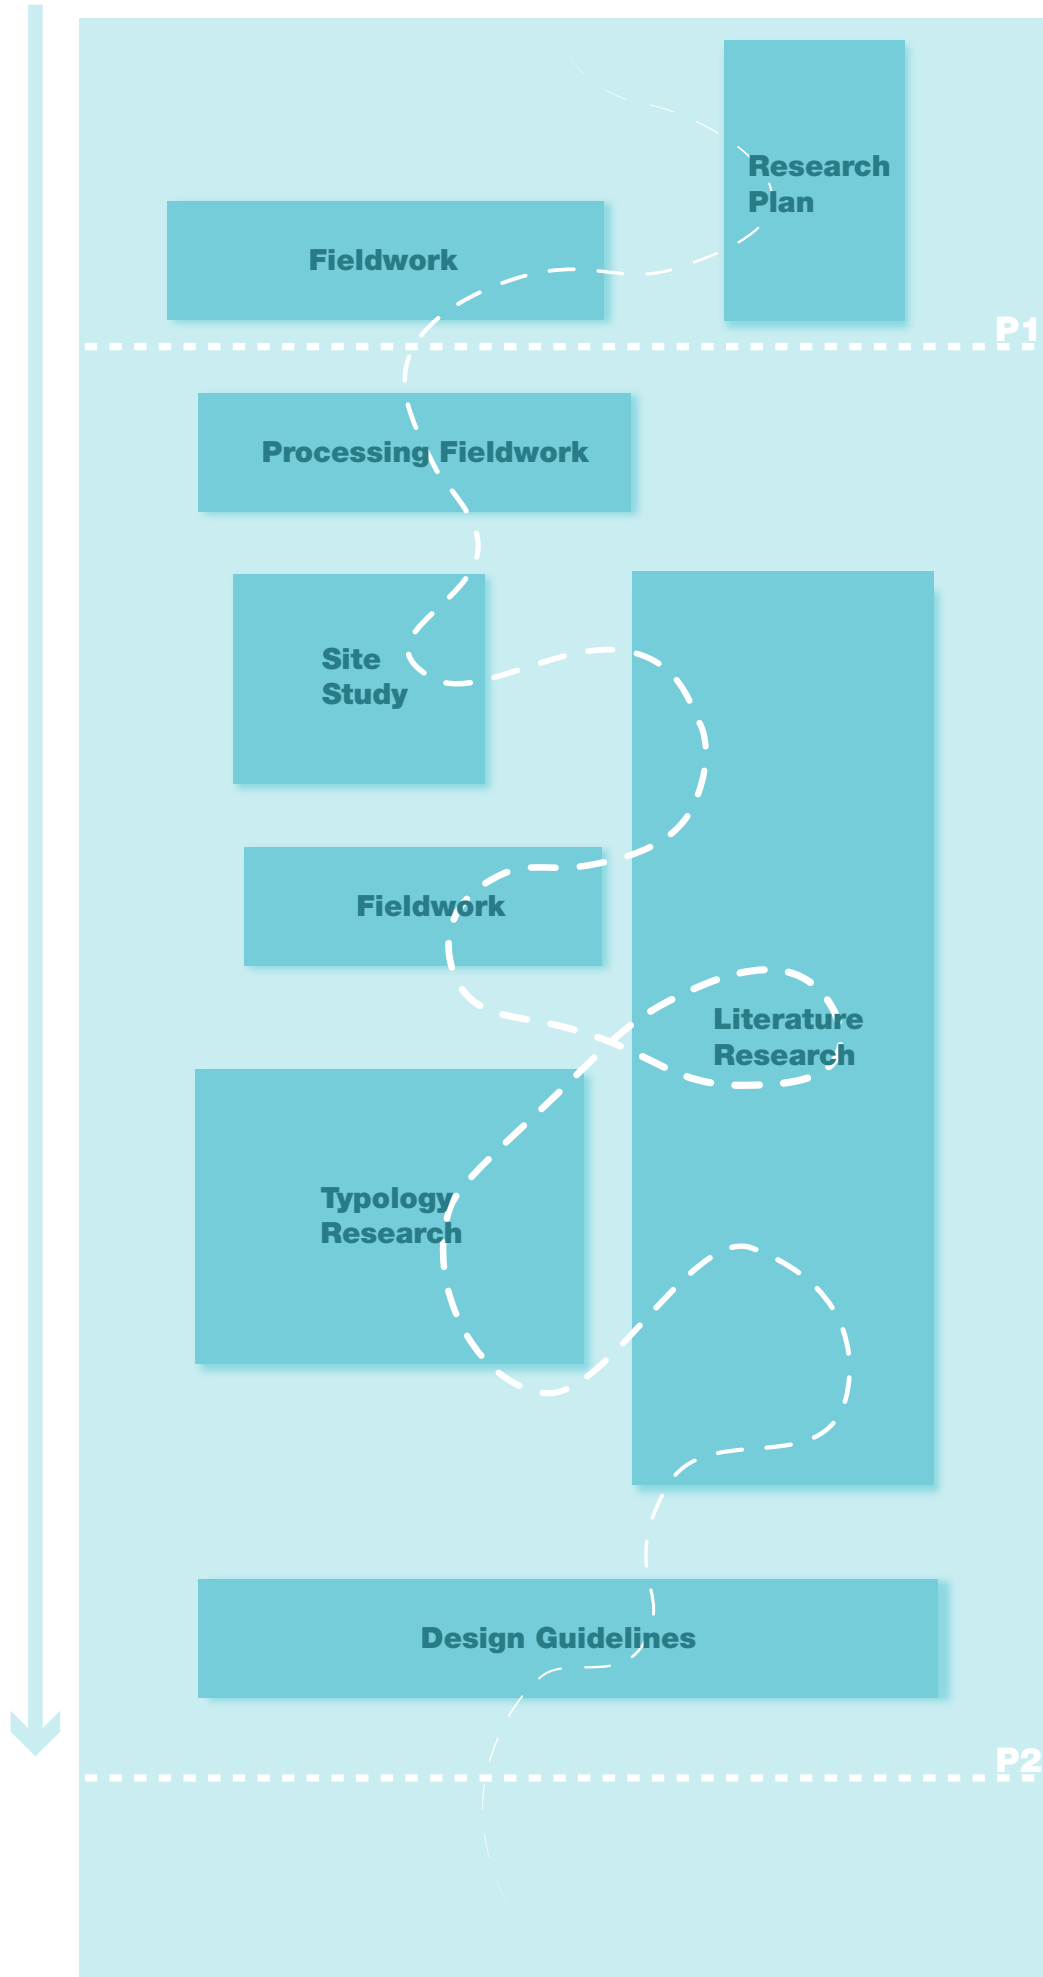 Research
Plan
Fieldwork
P1
Processing Fieldwork
Site
Study
Fieldwork
Literature
Research
Typology
Research
Design Guidelines
P2